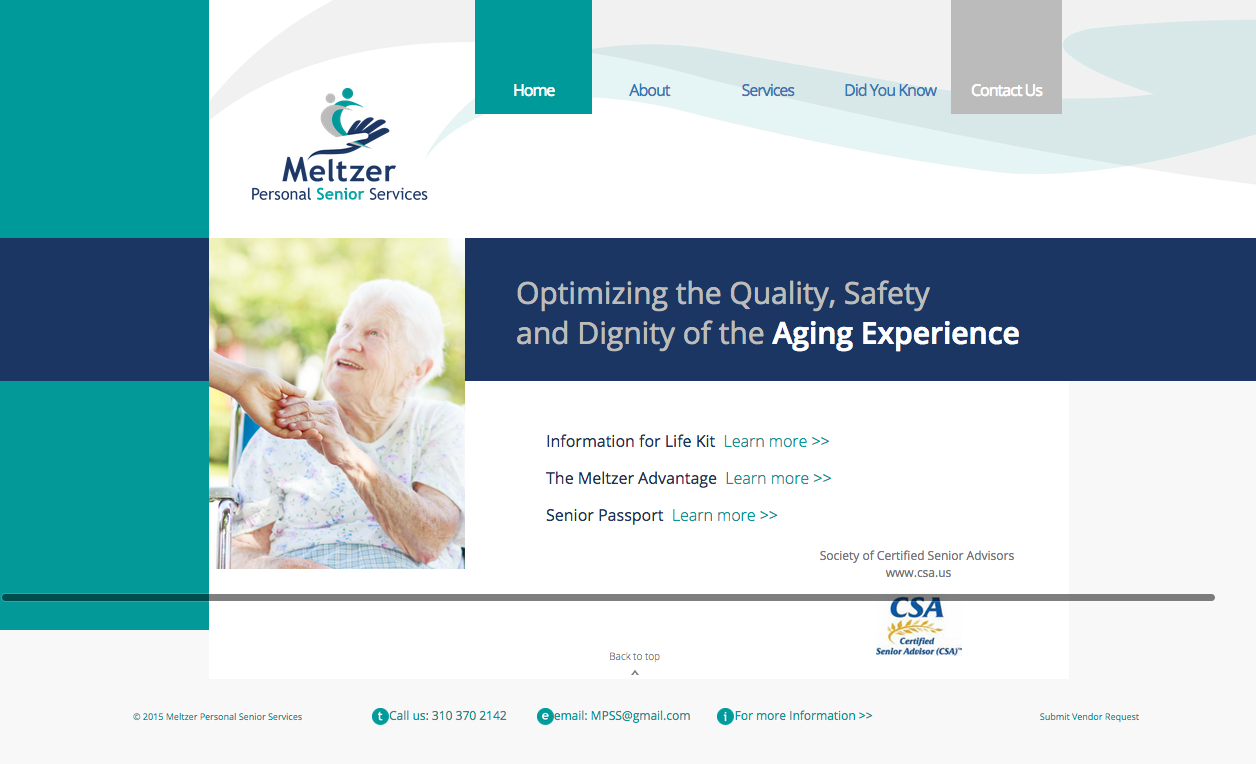 Home
About
Services
Did You Know
Contact Us
Meltzer
Personal Senior Services
Optimizing the Quality, Safety
and Dignity of the Aging Experience
Information for Life Kit Learn more >>
The Meltzer Advantage Learn more >>
Senior Passport Learn more >>
Society of Certified Senior Advisors
www.csa.us
CSA
Certified
Senior Advisor (CSA)™
Back to top
© 2015 Meltzer Personal Senior Services
t Call us: 310 370 2142
e email: MPSS@gmail.com
i For more Information >>
Submit Vendor Request